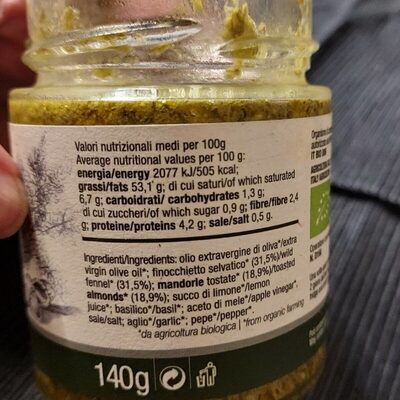 Valori nutrizionali medi per 100g
Average nutritional values per 100 g:
energia/energy 2077 kJ/505 kcal;
grassi/fats 53,1 g; di cui saturi/of which saturated
6,7 g; carboidrati/ carbohydrates 1,3 g;
di cui zuccheri/of which sugar 0,9 g; fibre/fibre 2,4
g; proteine/proteins 4,2 g; sale/salt 0,5 g.
Ingredienti/Ingredients: olio extravergine di oliva*/extra
virgin olive oil*; finocchietto selvatico* (31,5%)/wild
fennel* (31,5%); mandorle tostate* (18,9%)/toasted
almonds* (18,9%); succo di limone*/lemon
juice*; basilico*/basil*; aceto di mele*/apple vinegar*,
sale/salt; aglio*/garlic*; pepe*/pepper*.
*da agricoltura biologica | *from organic farming
140g